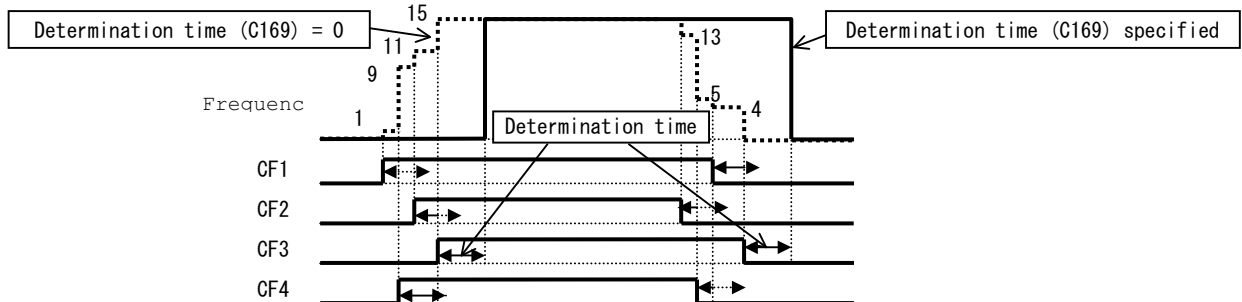 15
Determination time (C169) = 0
Determination time (C169) specified
11
13
9
5
Frequenc
1
4
Determination time
CF1
CF2
CF3
CF4